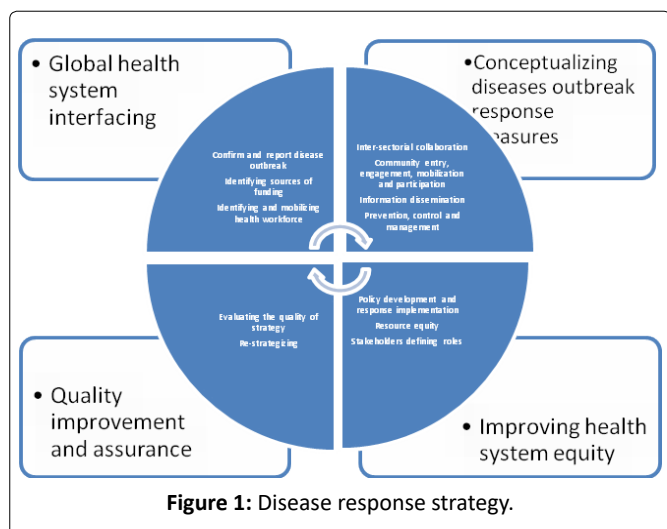 • Global health
system
interfacing
•Conceptualizing
diseases outbreak
response
measures
Confirm and report disease
outbreak
Identifying sources of
funding
Identifying and mobilizing
health workforce
Inter-sectorial collaboration
Community entry,
engagement, mobilization
and participation
Information dissemination
Prevention, control and
management
Evaluating the quality of
strategy
Re-strategicing
Policy development and
response implementation
Resource equity
Stakeholders defining roles
• Quality
improvement
and assurance
• Improving health
system equity
Figure 1: Disease response strategy.